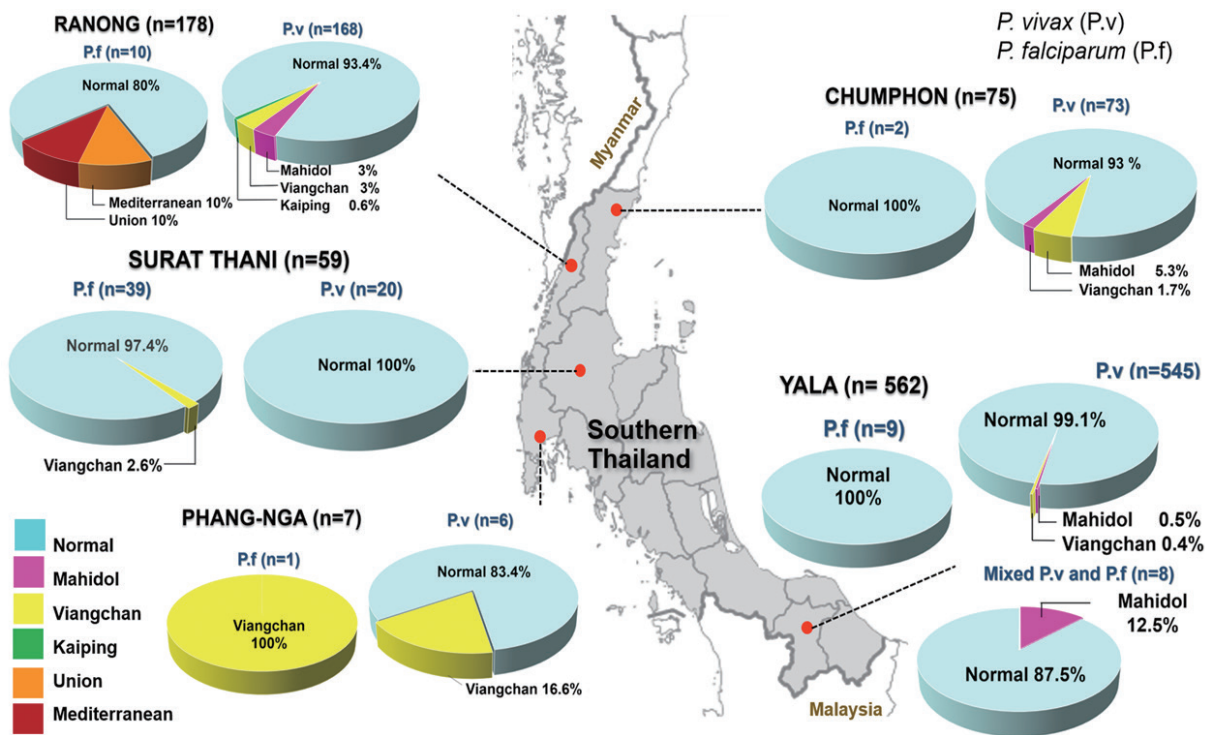 RANONG (n=178)
P.f (n=10)
Normal 80%
Mediterranean 10%
Union 10%
P.v (n=168)
Normal 93.4%
Mahidol 3%
Viangchan 3%
Kaiping 0.6%
P. vivax (P.v)
P. falciparum (P.f)
CHUMPHON (n=75)
P.f (n=2)
Normal 100%
P.v (n=73)
Normal 93 %
Mahidol 5.3%
Viangchan 1.7%
Myanmar
SURAT THANI (n=59)
P.f (n=39)
Normal 97.4%
Viangchan 2.6%
P.v (n=20)
Normal 100%
Southern
Thailand
YALA (n= 562)
P.f (n=9)
Normal
100%
P.v (n=545)
Normal 99.1%
Mahidol 0.5%
Viangchan 0.4%
Mixed P.v and P.f (n=8)
Mahidol
12.5%
Normal 87.5%
PHANG-NGA (n=7)
P.f (n=1)
Viangchan
100%
P.v (n=6)
Normal 83.4%
Viangchan 16.6%
Normal
Mahidol
Viangchan
Kaiping
Union
Mediterranean
Malaysia